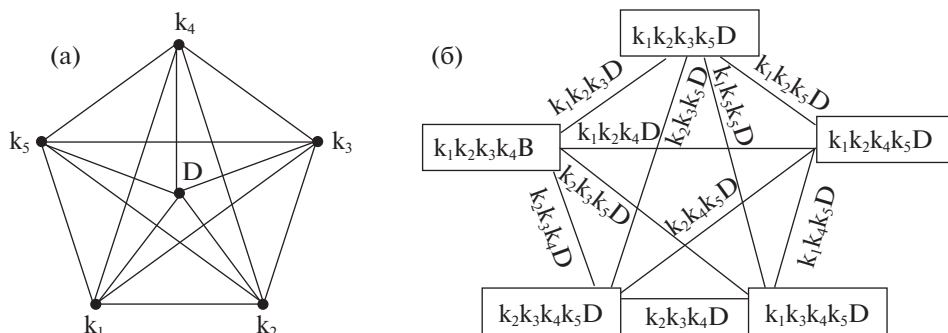 (а)
k₄
k₅
k₃
D
k₁
k₂
(б)
k₁k₂k₃k₅D
k₁k₂k₃D
k₂k₃k₅D
k₁k₅k₅D
k₁k₂k₅D
k₁k₂k₃k₄B
k₁k₂k₄D
k₁k₂k₄k₅D
k₂k₃k₄D
k₂k₃k₅D
k₂k₄k₅D
k₁k₄k₅D
k₂k₃k₄k₅D
k₂k₃k₄D
k₁k₃k₄k₅D